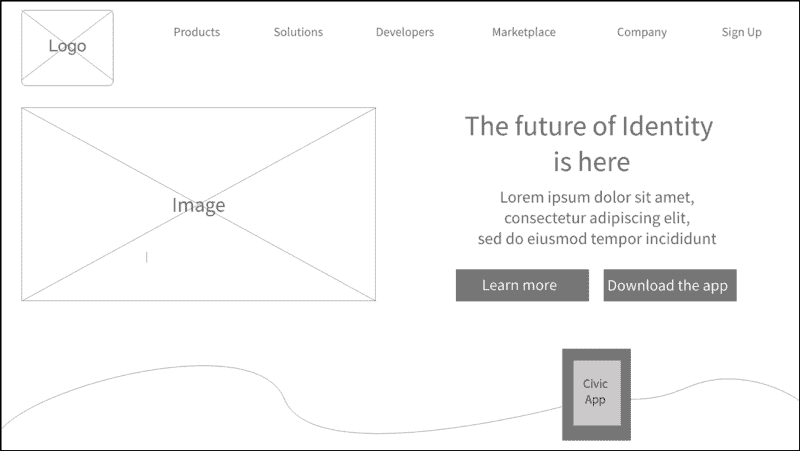 Logo
Products
Solutions
Developers
Marketplace
Company
Sign Up
Image
The future of Identity
is here
Lorem ipsum dolor sit amet,
consectetur adipiscing elit,
sed do eiusmod tempor incididunt
Learn more
Download the app
Civic
App